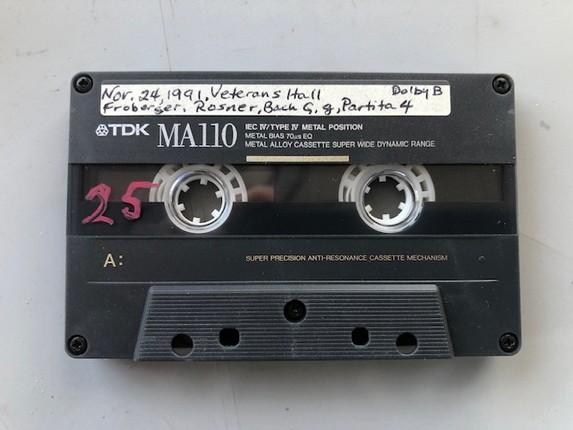 Nov. 24, 1991, Veterans Hall Dolby B
Froberger, Rosner, Bach G, g, Partita 4
TDK MA110 IEC IV/TYPE IV METAL POSITION
METAL BIAS 70μs EQ
METAL ALLOY CASSETTE SUPER WIDE DYNAMIC RANGE
25
A: SUPER PRECISION ANTI-RESONANCE CASSETTE MECHANISM